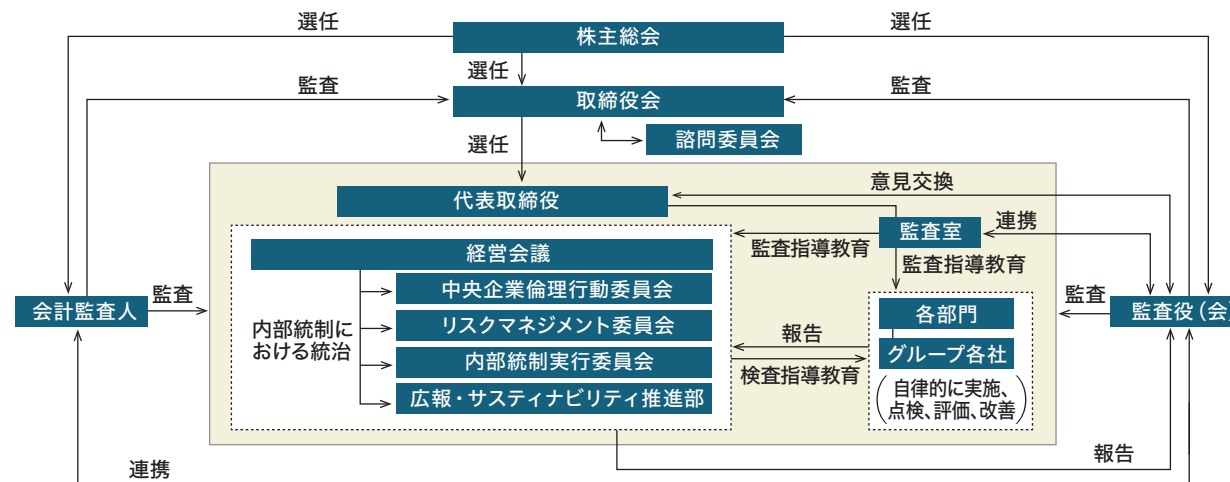 選任
株主総会
選任
選任
監査
取締役会
監査
選任
諮問委員会
意見交換
代表取締役
監査室
連携
監査指導教育
監査指導教育
経営会議
中央企業倫理行動委員会
リスクマネジメント委員会
内部統制実行委員会
広報・サスティナビリティ推進部
内部統制に
おける統治
会計監査人
監査
各部門
グループ各社
(自律的に実施、
点検、評価、改善)
報告
検査指導教育
監査
監査役(会)
連携
報告